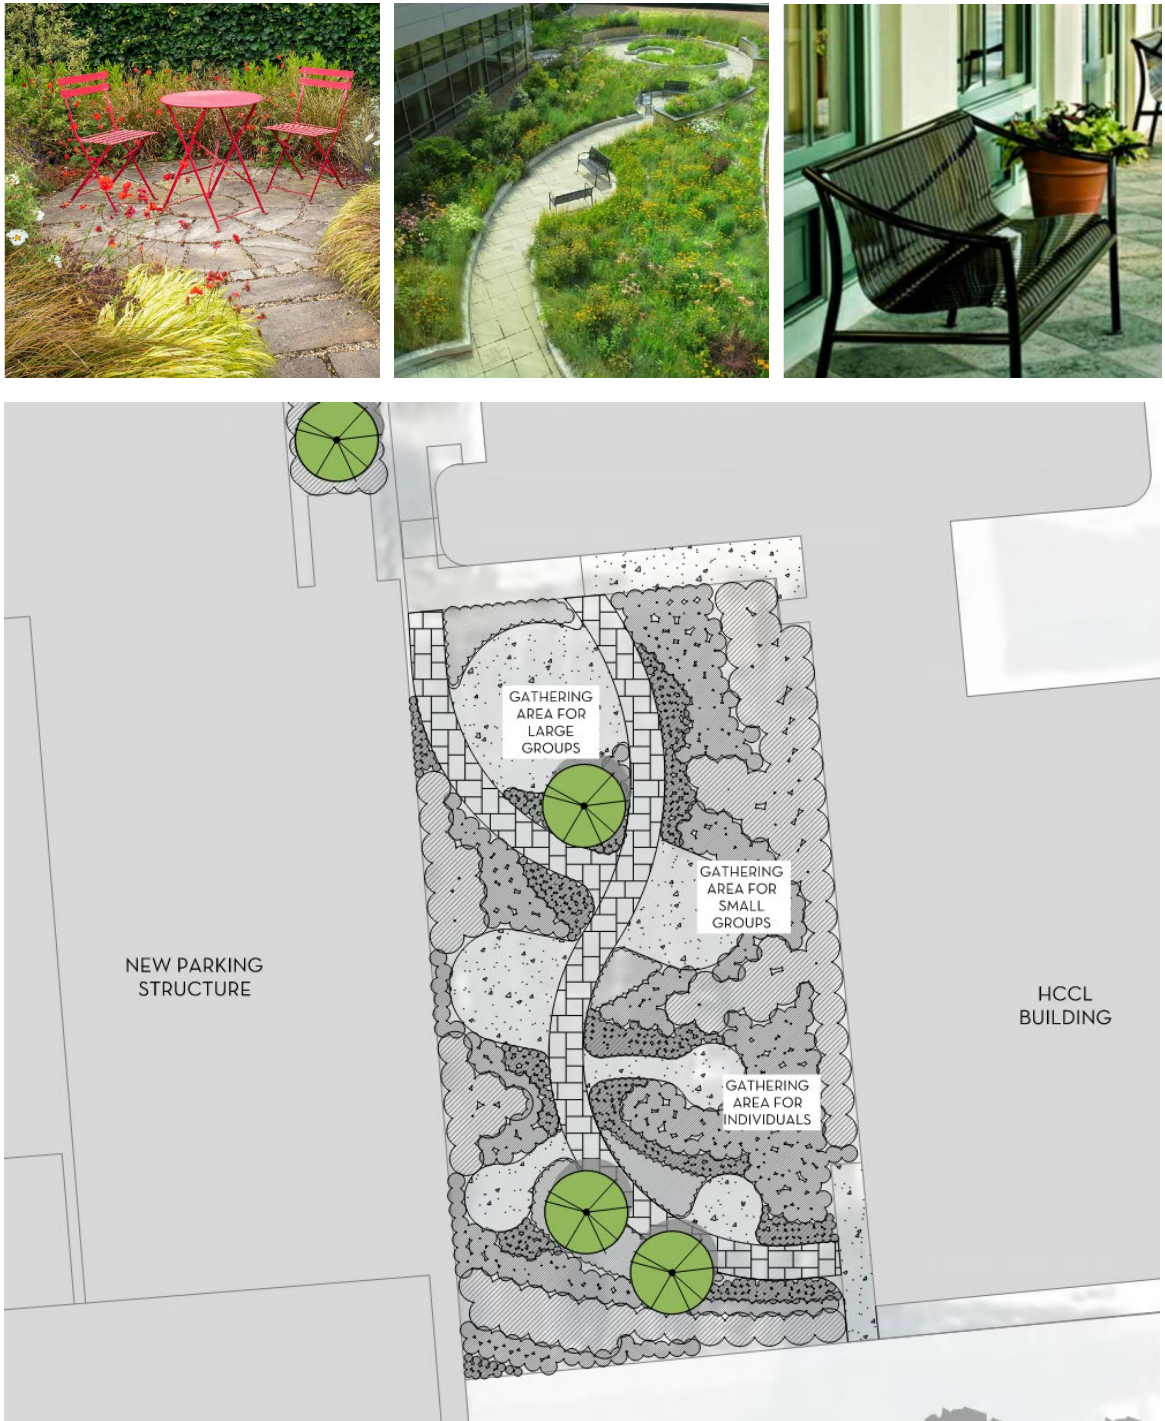 GATHERING
AREA FOR
LARGE
GROUPS
GATHERING
AREA FOR
SMALL
GROUPS
NEW PARKING
STRUCTURE
HCCL
BUILDING
GATHERING
AREA FOR
INDIVIDUALS